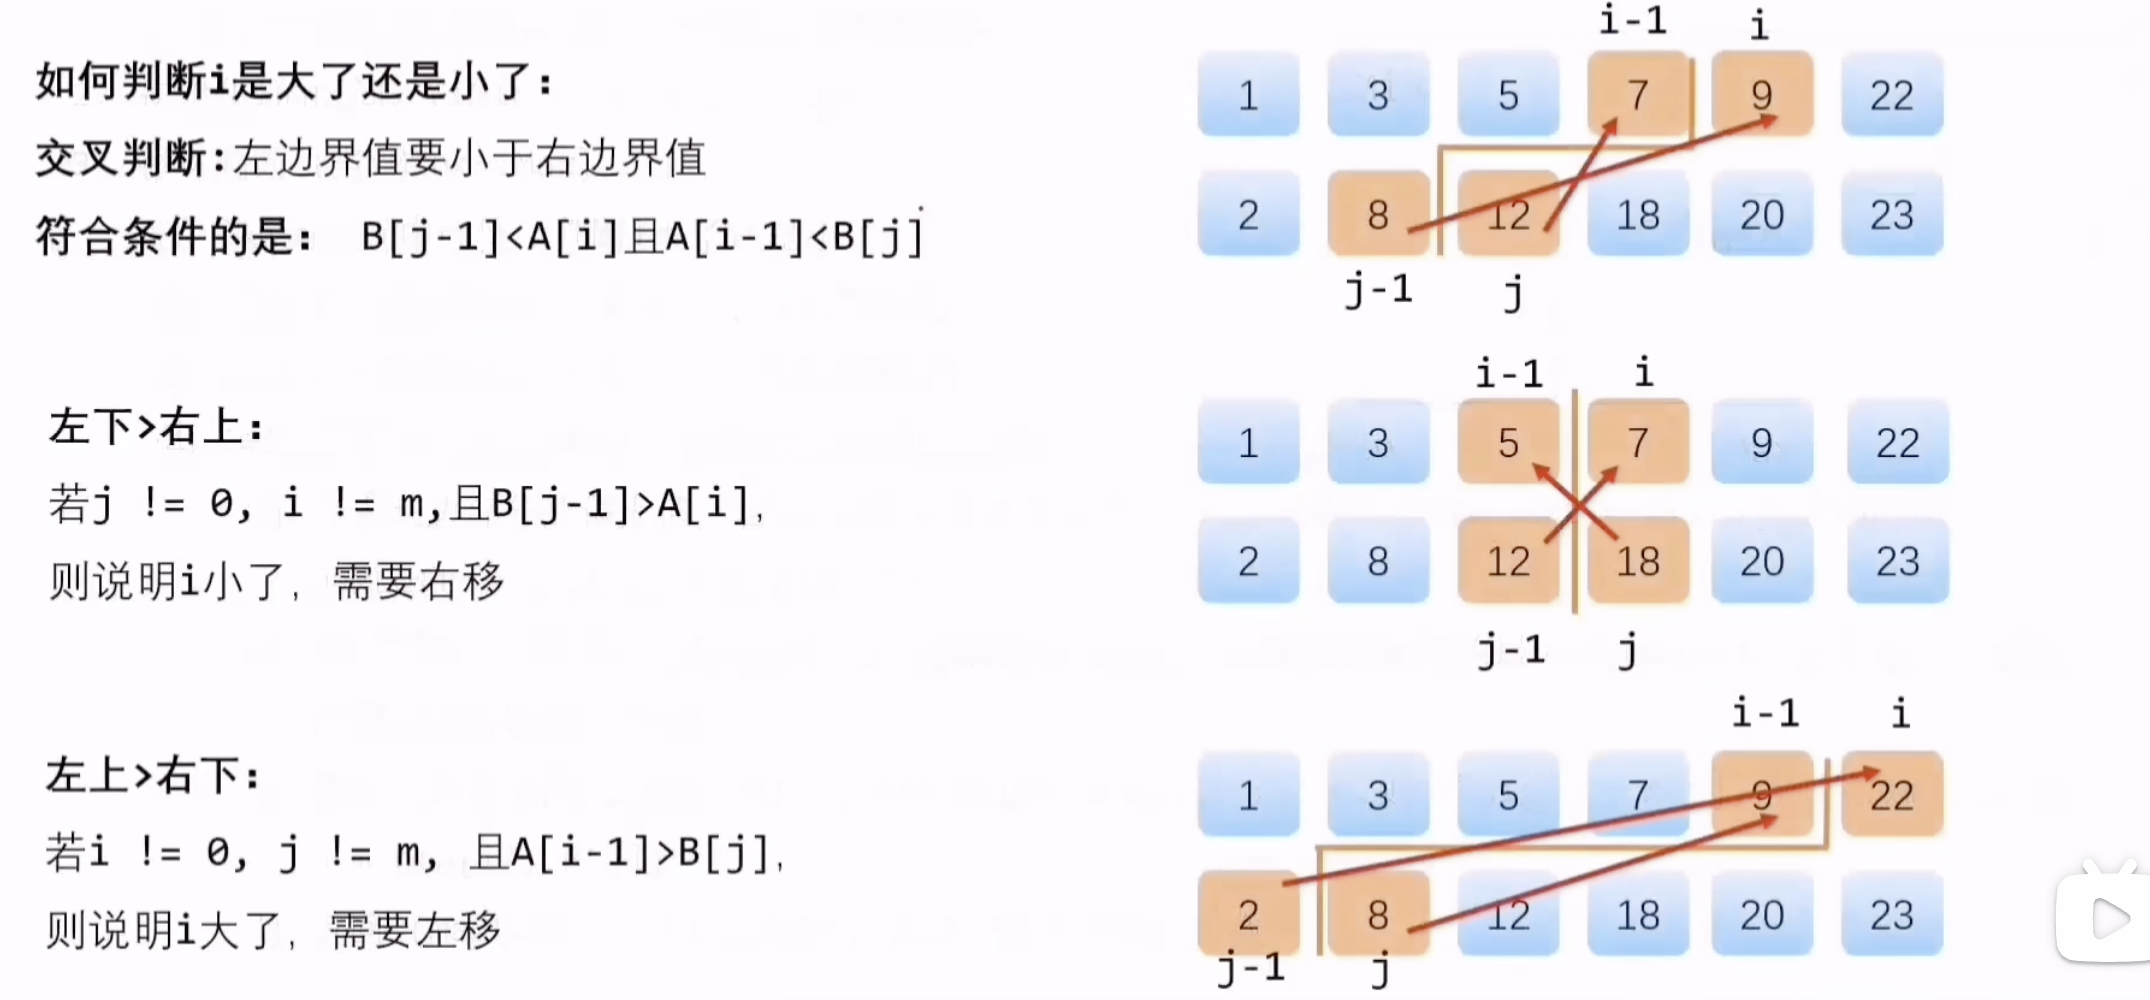 如何判断i是大了还是小了：
交叉判断：左边界值要小于右边界值
符合条件的是： B[j-1]<A[i]且A[i-1]<B[j]
i-1 i
1 3 5 7 9 22
2 8 12 18 20 23
j-1 j
左下>右上：
若j != 0, i != m,且B[j-1]>A[i],
则说明i小了，需要右移
i-1 i
1 3 5 7 9 22
2 8 12 18 20 23
j-1 j
左上>右下：
若i != 0, j != m, 且A[i-1]>B[j],
则说明i大了，需要左移
i-1 i
1 3 5 7 9 22
2 8 12 18 20 23
j-1 j